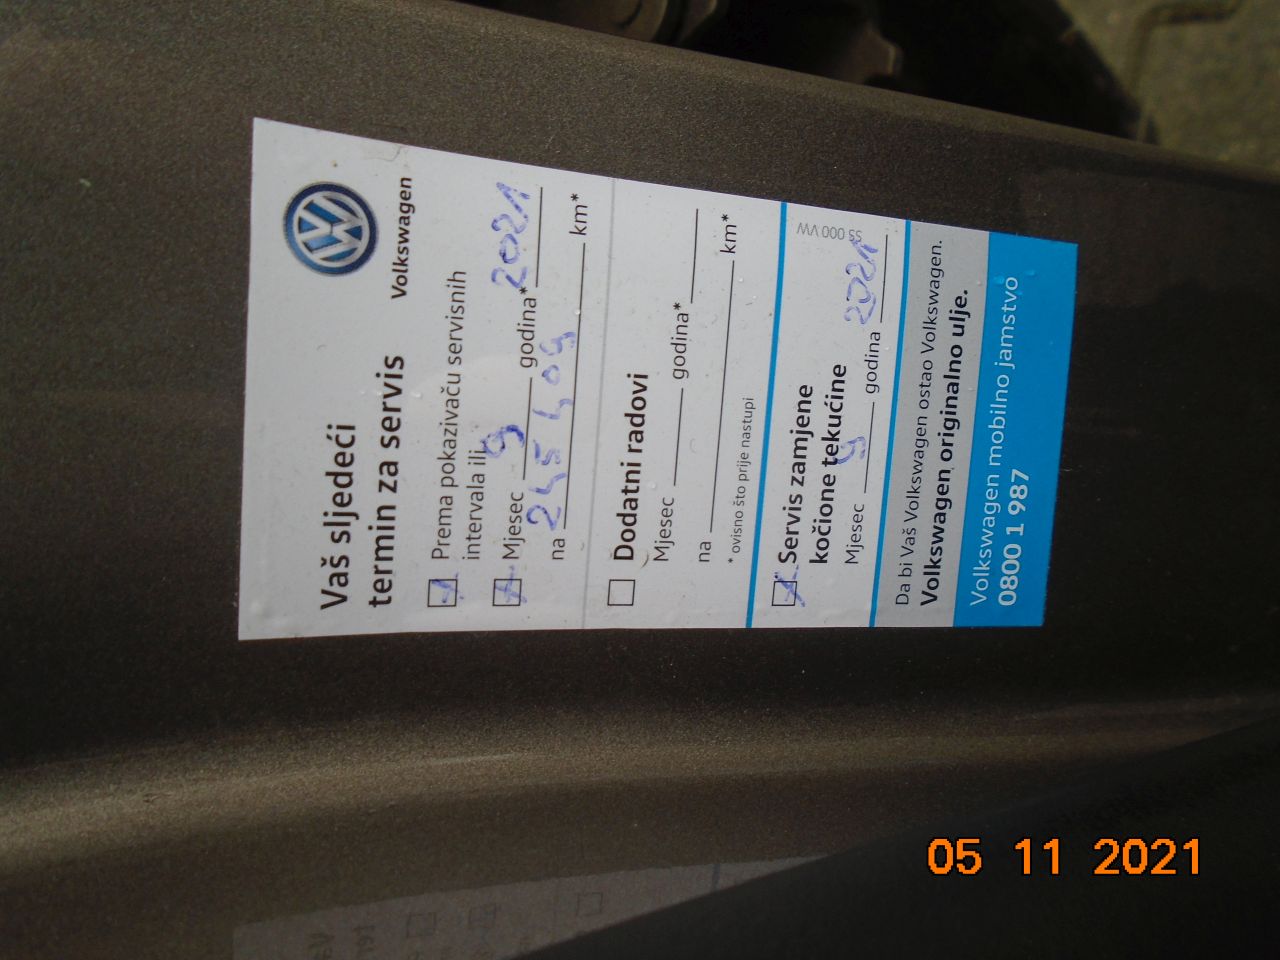 Volkswagen
Vaš sljedeći
termin za servis
Prema pokazivaču servisnih
intervala ili
Mjesec 9 godina* 2021
na 245 409 km*
Dodatni radovi
Mjesec godina*
na km*
* ovisno što prije nastupi
SS 000 VW
Servis zamjene
kočione tekućine
Mjesec 9 godina 2021
Da bi Vaš Volkswagen ostao Volkswagen.
Volkswagen originalno ulje.
Volkswagen mobilno jamstvo
0800 1 987
05 11 2021